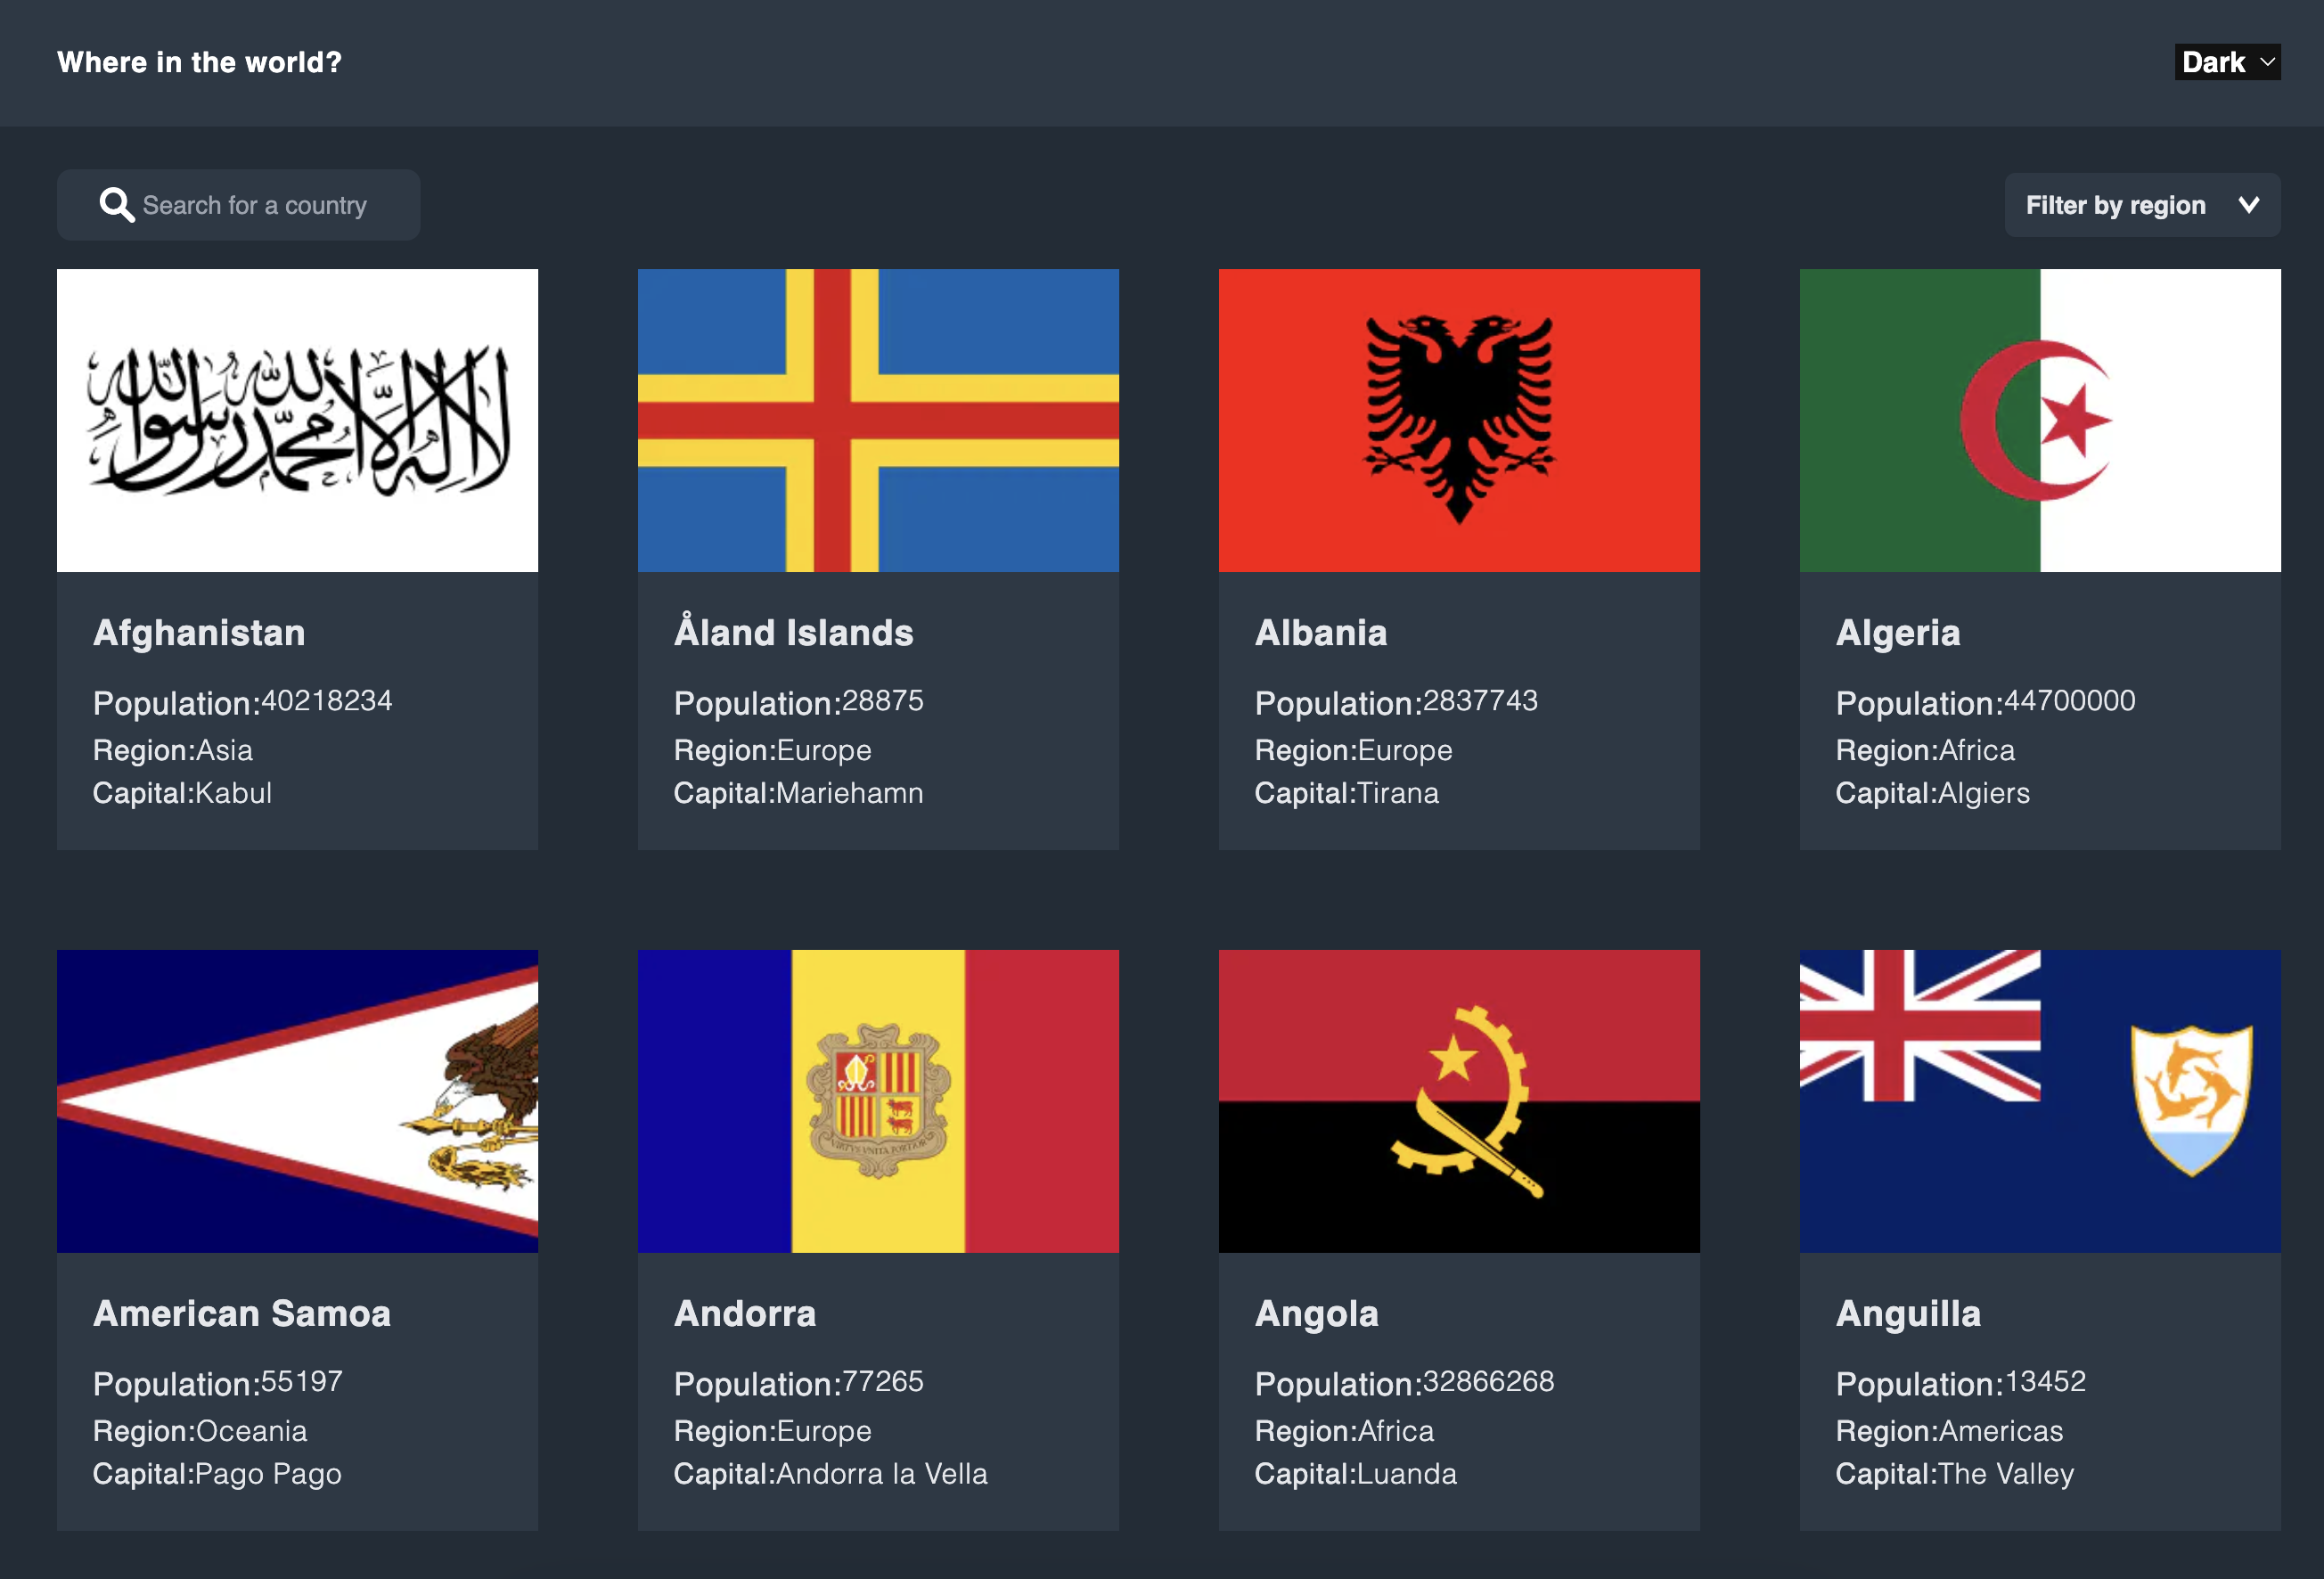 Where in the world?
Dark
Search for a country
Filter by region
لا إله إلا الله محمد رسول الله
Afghanistan
Population:40218234
Region:Asia
Capital:Kabul
Åland Islands
Population:28875
Region:Europe
Capital:Mariehamn
Albania
Population:2837743
Region:Europe
Capital:Tirana
Algeria
Population:44700000
Region:Africa
Capital:Algiers
American Samoa
Population:55197
Region:Oceania
Capital:Pago Pago
VIRTVS VNITA FORTIOR
Andorra
Population:77265
Region:Europe
Capital:Andorra la Vella
Angola
Population:32866268
Region:Africa
Capital:Luanda
Anguilla
Population:13452
Region:Americas
Capital:The Valley